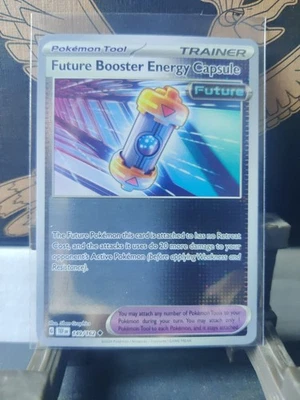 Pokémon Tool
TRAINER
Future Booster Energy Capsule
Future
The Future Pokémon this card is attached to has no Retreat
Cost, and the attacks it uses do 20 more damage to your
opponent's Active Pokémon (before applying Weakness and
Resistance).
You may attach any number of Pokémon Tools to your
Pokémon during your turn. You may attach only 1
Pokémon Tool to each Pokémon, and it stays attached.
TEF
/162